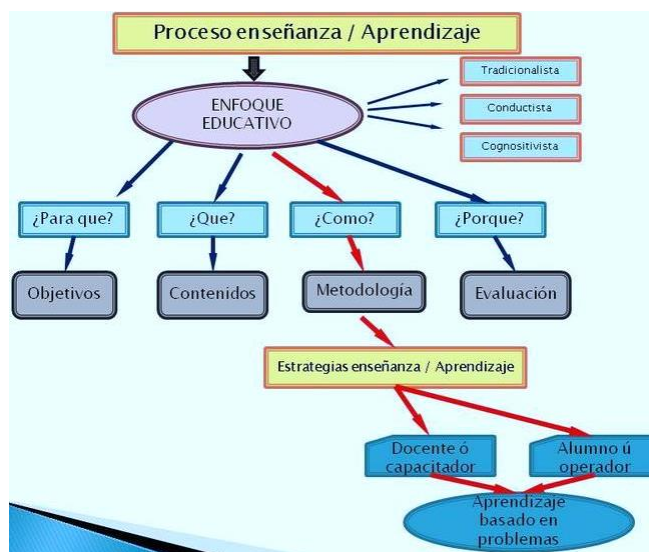 Proceso enseñanza / Aprendizaje
ENFOQUE
EDUCATIVO
Tradicionalista
Conductista
Cognositivista
¿Para que?
¿Que?
¿Como?
¿Porque?
Objetivos
Contenidos
Metodología
Evaluación
Estrategias enseñanza / Aprendizaje
Docente ó
capacitador
Alumno ú
operador
Aprendizaje
basado en
problemas